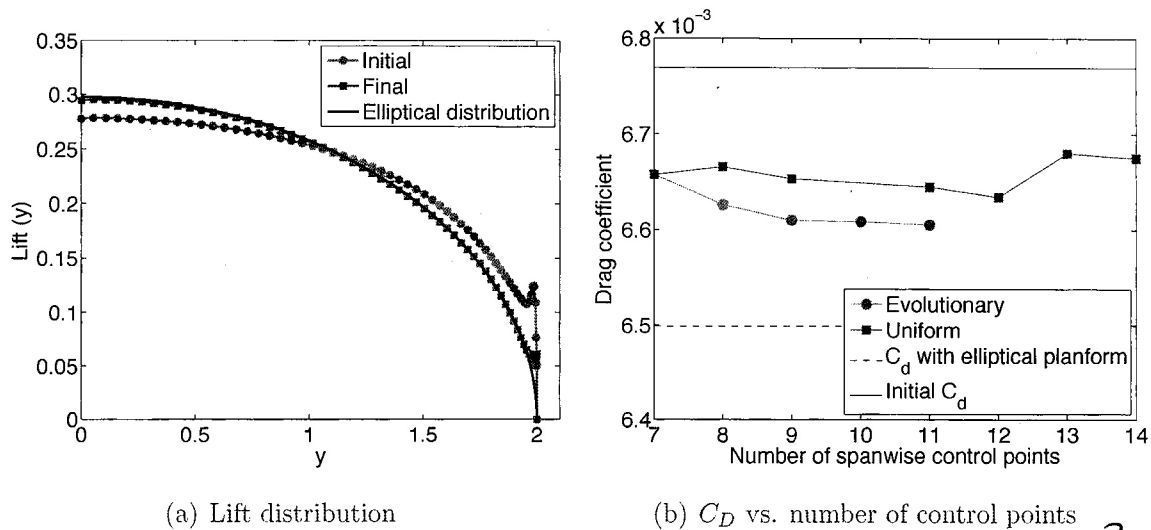 0.35
0.3
0.25
0.2
0.15
0.1
0.05
0
0
0.5
1
1.5
2
Lift (y)
y
Initial
Final
Elliptical distribution
(a) Lift distribution
x 10⁻³
6.8
6.7
6.6
6.5
6.4
7
8
9
10
11
12
13
14
Drag coefficient
Number of spanwise control points
Evolutionary
Uniform
C_d with elliptical planform
Initial C_d
(b) C_D vs. number of control points